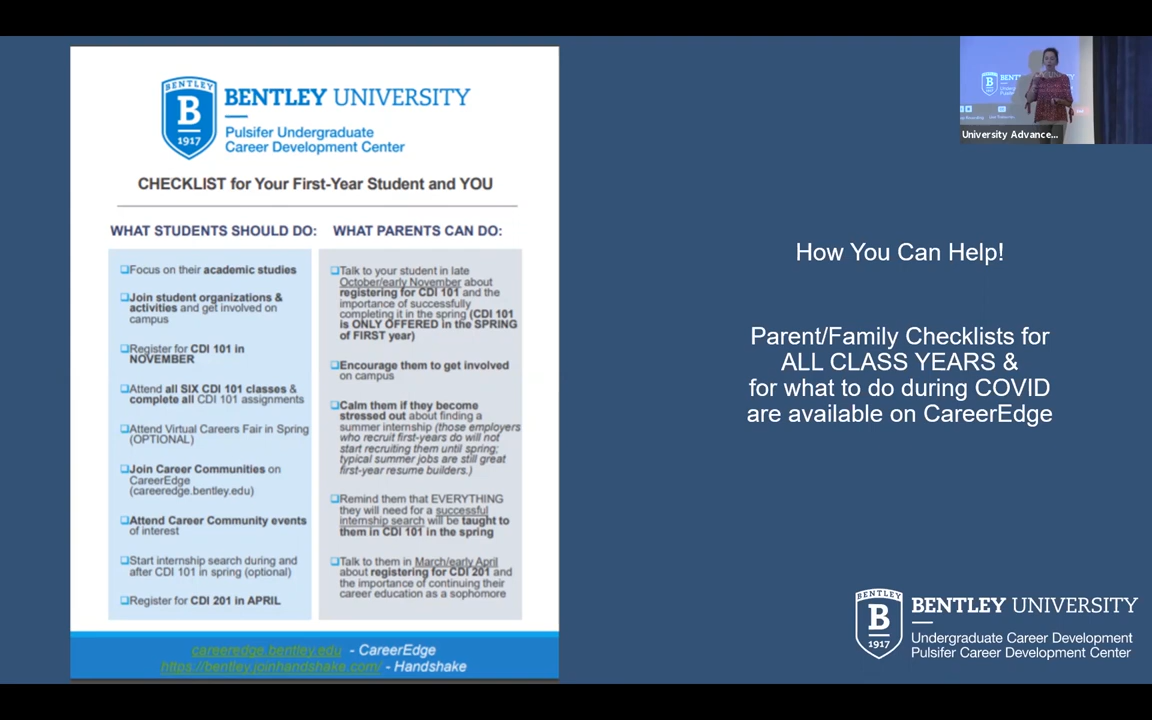 BENTLEY
B
1917
BENTLEY UNIVERSITY
Pulsifer Undergraduate
Career Development Center
CHECKLIST for Your First-Year Student and YOU
WHAT STUDENTS SHOULD DO:
❑Focus on their academic studies
❑Join student organizations &
activities and get involved on
campus
❑Register for CDI 101 in
NOVEMBER
❑Attend all SIX CDI 101 classes &
complete all CDI 101 assignments
❑Attend Virtual Careers Fair in Spring
(OPTIONAL)
❑Join Career Communities on
CareerEdge
(careeredge.bentley.edu)
❑Attend Career Community events
of interest
❑Start internship search during and
after CDI 101 in spring (optional)
❑Register for CDI 201 in APRIL
WHAT PARENTS CAN DO:
❑Talk to your student in late
October/early November about
registering for CDI 101 and the
importance of successfully
completing it in the spring (CDI 101
is ONLY OFFERED in the SPRING
of FIRST year)
❑Encourage them to get involved
on campus
❑Calm them if they become
stressed out about finding a
summer internship (those employers
who recruit first-years do will not
start recruiting them until spring;
typical summer jobs are still great
first-year resume builders.)
❑Remind them that EVERYTHING
they will need for a successful
internship search will be taught to
them in CDI 101 in the spring
❑Talk to them in March/early April
about registering for CDI 201 and
the importance of continuing their
career education as a sophomore
careeredge.bentley.edu - CareerEdge
https://bentley.joinhandshake.com/ - Handshake
University Advance...
How You Can Help!
Parent/Family Checklists for
ALL CLASS YEARS &
for what to do during COVID
are available on CareerEdge
BENTLEY
B
1917
BENTLEY UNIVERSITY
Undergraduate Career Development
Pulsifer Career Development Center